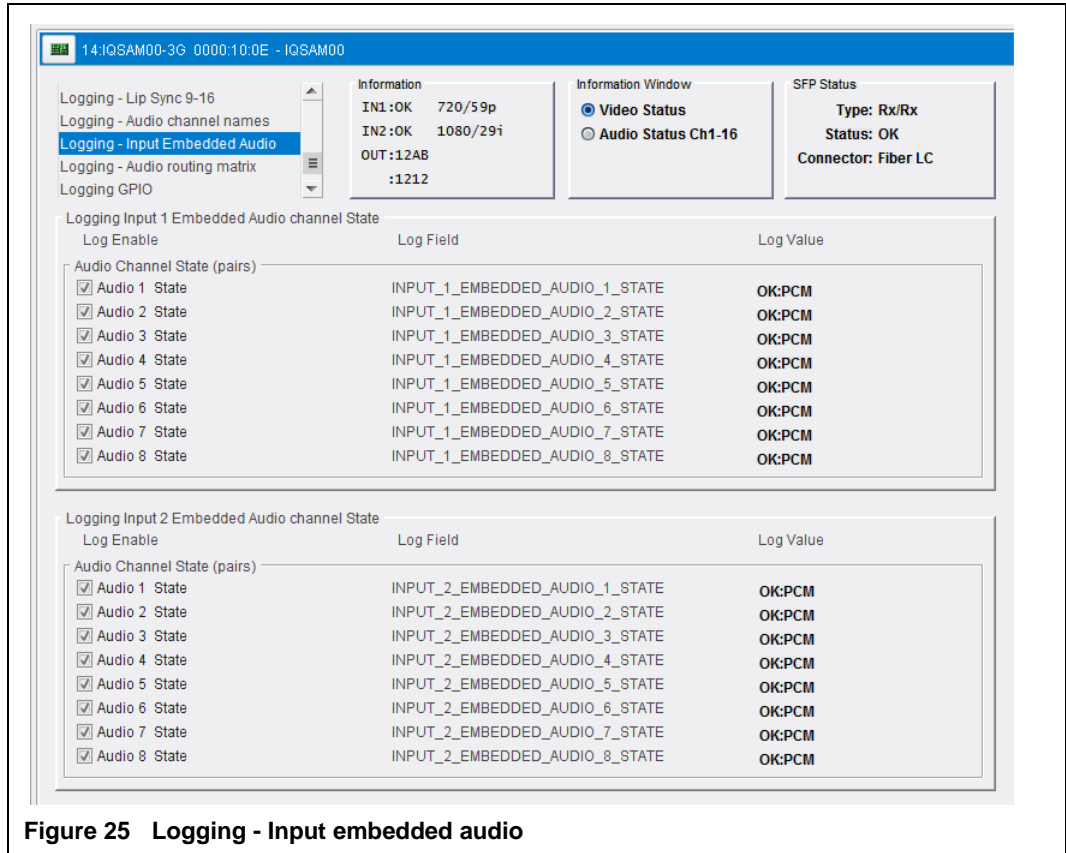 14:IQSAM00-3G 0000:10:0E - IQSAM00
Logging - Lip Sync 9-16
Logging - Audio channel names
Logging - Input Embedded Audio
Logging - Audio routing matrix
Logging GPIO
Information
IN1:OK 720/59p
IN2:OK 1080/29i
OUT:12AB
:1212
Information Window
Video Status
Audio Status Ch1-16
SFP Status
Type: Rx/Rx
Status: OK
Connector: Fiber LC
Logging Input 1 Embedded Audio channel State
Log Enable Log Field Log Value
Audio Channel State (pairs)
Audio 1 State INPUT_1_EMBEDDED_AUDIO_1_STATE OK:PCM
Audio 2 State INPUT_1_EMBEDDED_AUDIO_2_STATE OK:PCM
Audio 3 State INPUT_1_EMBEDDED_AUDIO_3_STATE OK:PCM
Audio 4 State INPUT_1_EMBEDDED_AUDIO_4_STATE OK:PCM
Audio 5 State INPUT_1_EMBEDDED_AUDIO_5_STATE OK:PCM
Audio 6 State INPUT_1_EMBEDDED_AUDIO_6_STATE OK:PCM
Audio 7 State INPUT_1_EMBEDDED_AUDIO_7_STATE OK:PCM
Audio 8 State INPUT_1_EMBEDDED_AUDIO_8_STATE OK:PCM
Logging Input 2 Embedded Audio channel State
Log Enable Log Field Log Value
Audio Channel State (pairs)
Audio 1 State INPUT_2_EMBEDDED_AUDIO_1_STATE OK:PCM
Audio 2 State INPUT_2_EMBEDDED_AUDIO_2_STATE OK:PCM
Audio 3 State INPUT_2_EMBEDDED_AUDIO_3_STATE OK:PCM
Audio 4 State INPUT_2_EMBEDDED_AUDIO_4_STATE OK:PCM
Audio 5 State INPUT_2_EMBEDDED_AUDIO_5_STATE OK:PCM
Audio 6 State INPUT_2_EMBEDDED_AUDIO_6_STATE OK:PCM
Audio 7 State INPUT_2_EMBEDDED_AUDIO_7_STATE OK:PCM
Audio 8 State INPUT_2_EMBEDDED_AUDIO_8_STATE OK:PCM
Figure 25 Logging - Input embedded audio